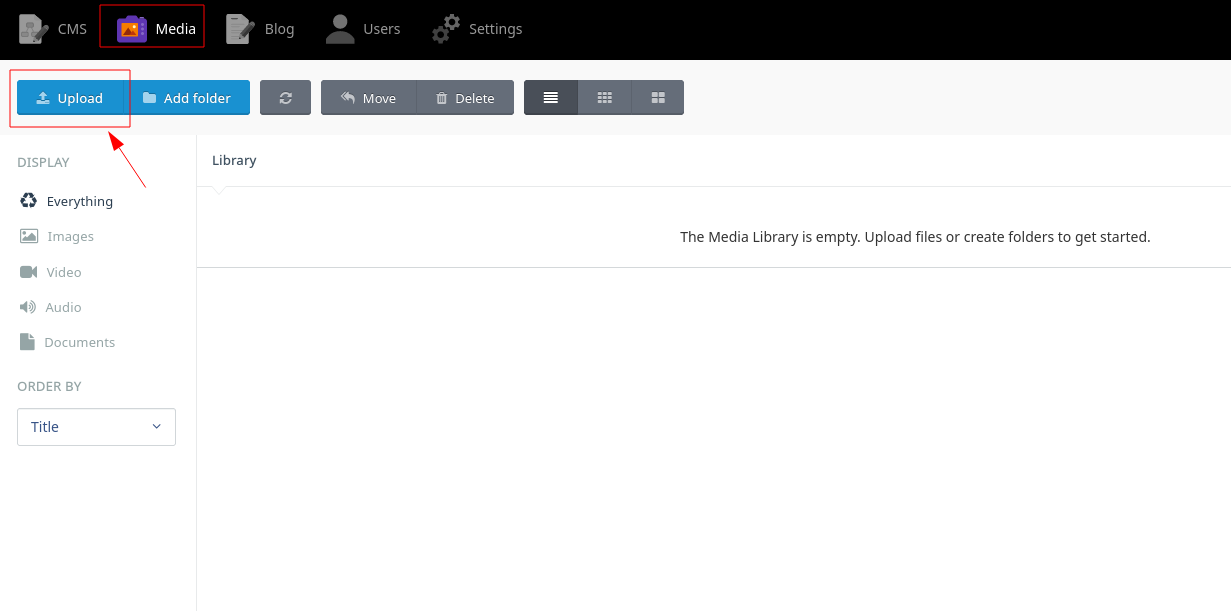 CMS Media Blog Users Settings
Upload Add folder Move Delete
DISPLAY
Library
Everything
Images
The Media Library is empty. Upload files or create folders to get started.
Video
Audio
Documents
ORDER BY
Title